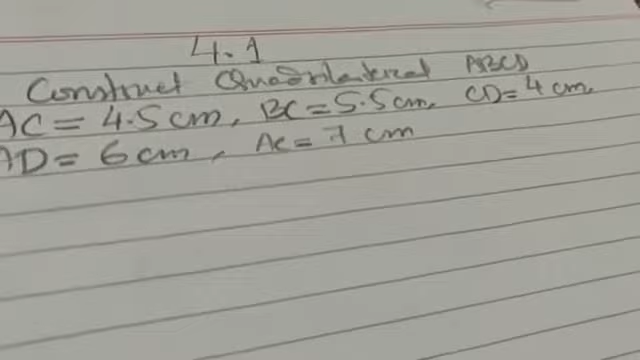 4.1
Construct Quadrilateral ABCD
AC = 4.5 cm, BC = 5.5 cm, CD = 4 cm,
AD = 6 cm, AC = 7 cm